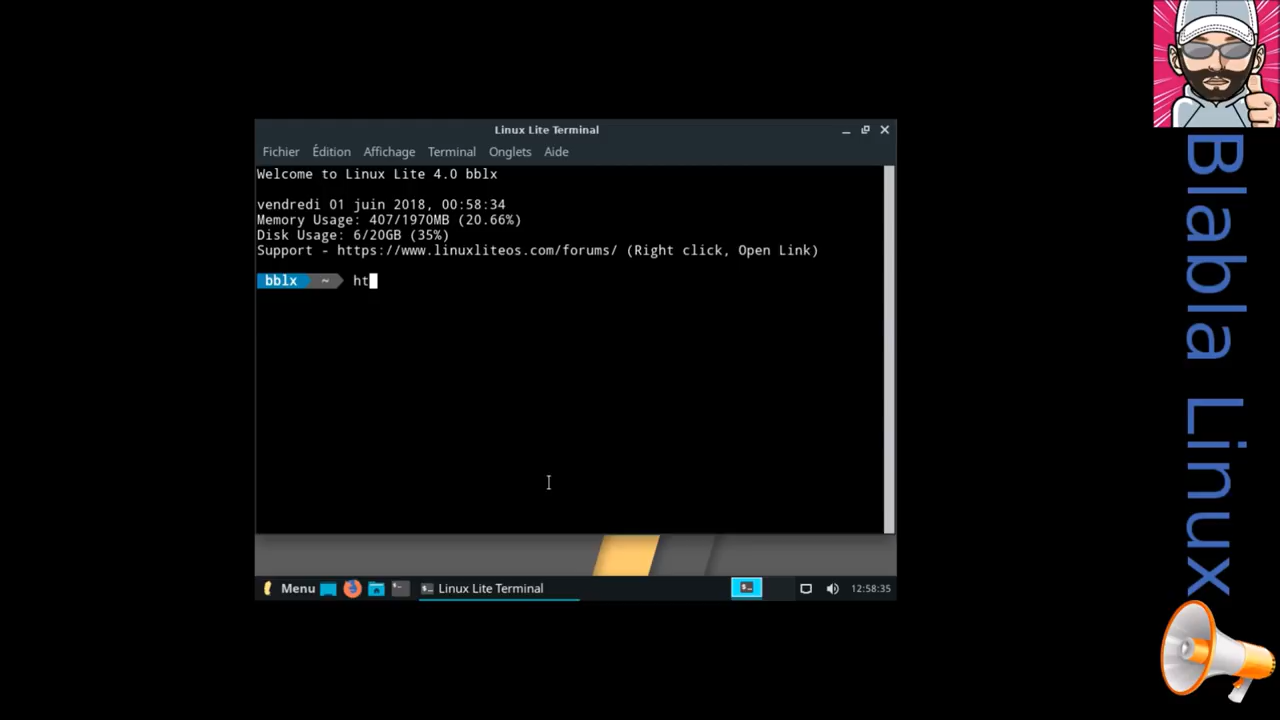 Linux Lite Terminal
Fichier Édition Affichage Terminal Onglets Aide
Welcome to Linux Lite 4.0 bblx
vendredi 01 juin 2018, 00:58:34
Memory Usage: 407/1970MB (20.66%)
Disk Usage: 6/20GB (35%)
Support - https://www.linuxliteos.com/forums/ (Right click, Open Link)
bblx ~ ht
Menu Linux Lite Terminal 12:58:35
Blabla Linux